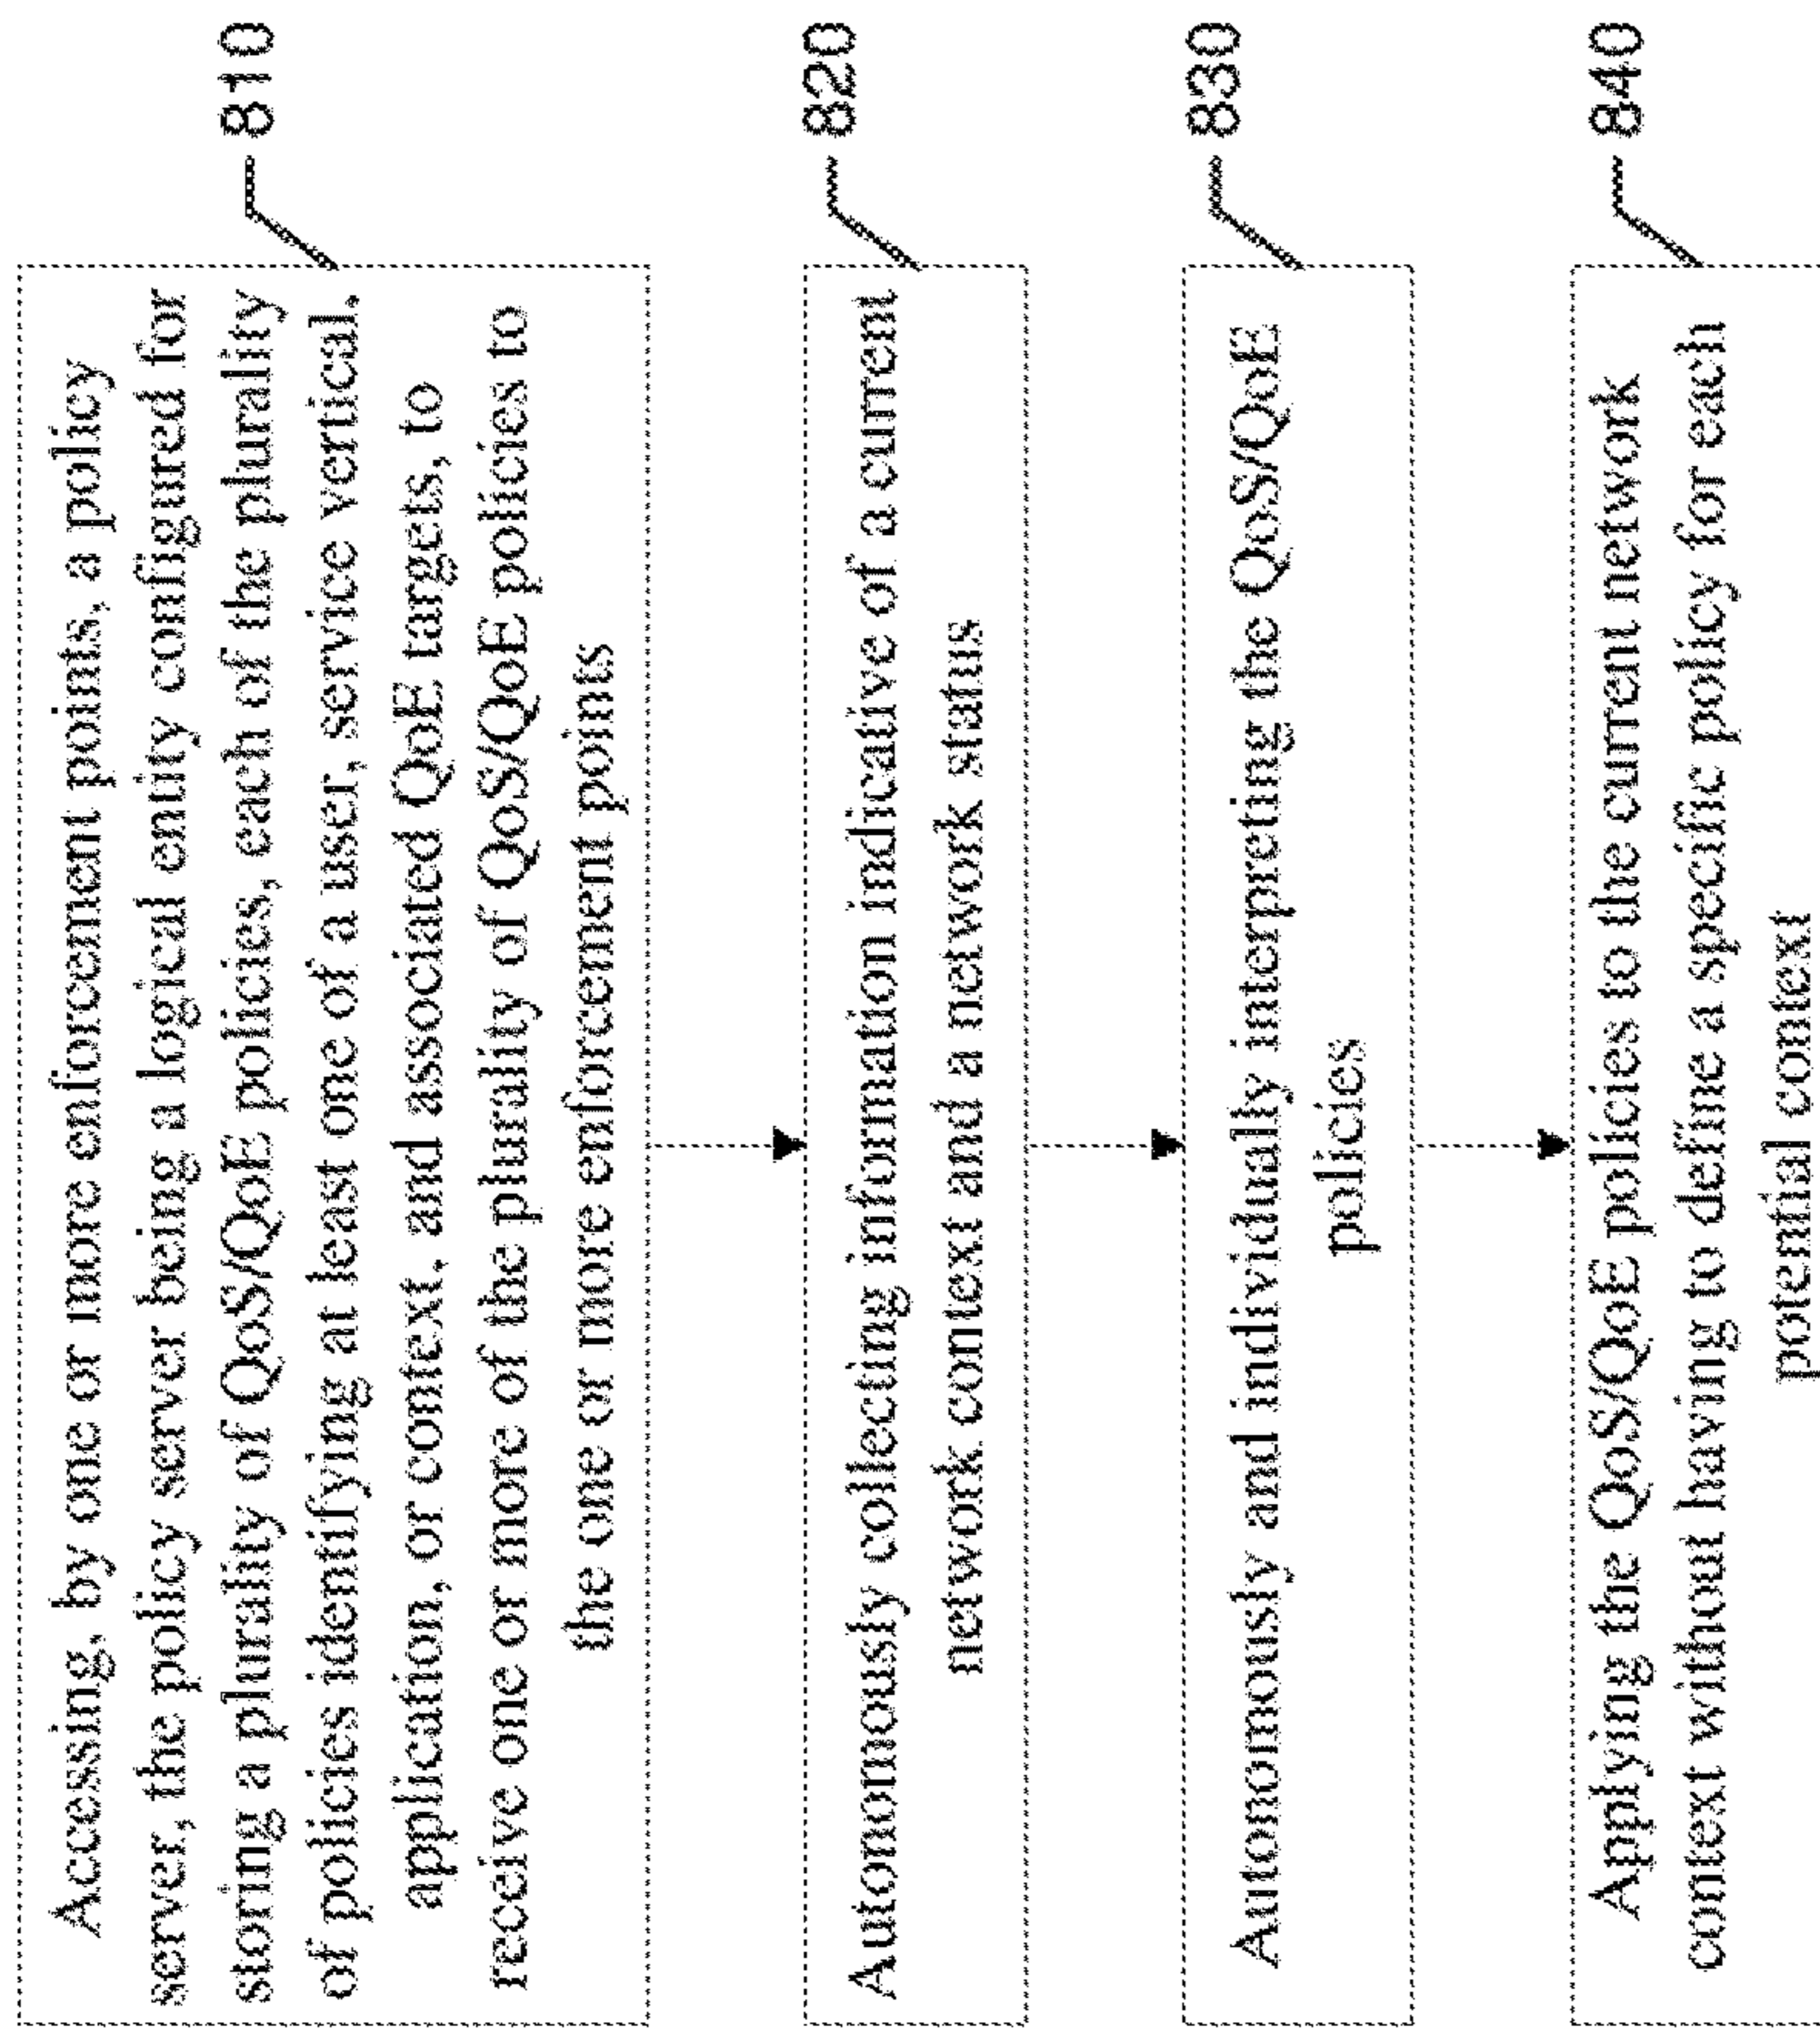 Accessing, by one or more enforcement points, a policy
server, the policy server being a logical entity configured for
storing a plurality of QoS/QoE policies, each of the plurality
of policies identifying at least one of a user, service vertical,
application, or context, and associated QoE targets, to
receive one or more of the plurality of QoS/QoE policies to
the one or more enforcement points
810
Autonomously collecting information indicative of a current
network context and a network status
820
Autonomously and individually interpreting the QoS/QoE
policies
830
Applying the QoS/QoE policies to the current network
context without having to define a specific policy for each
potential context
840